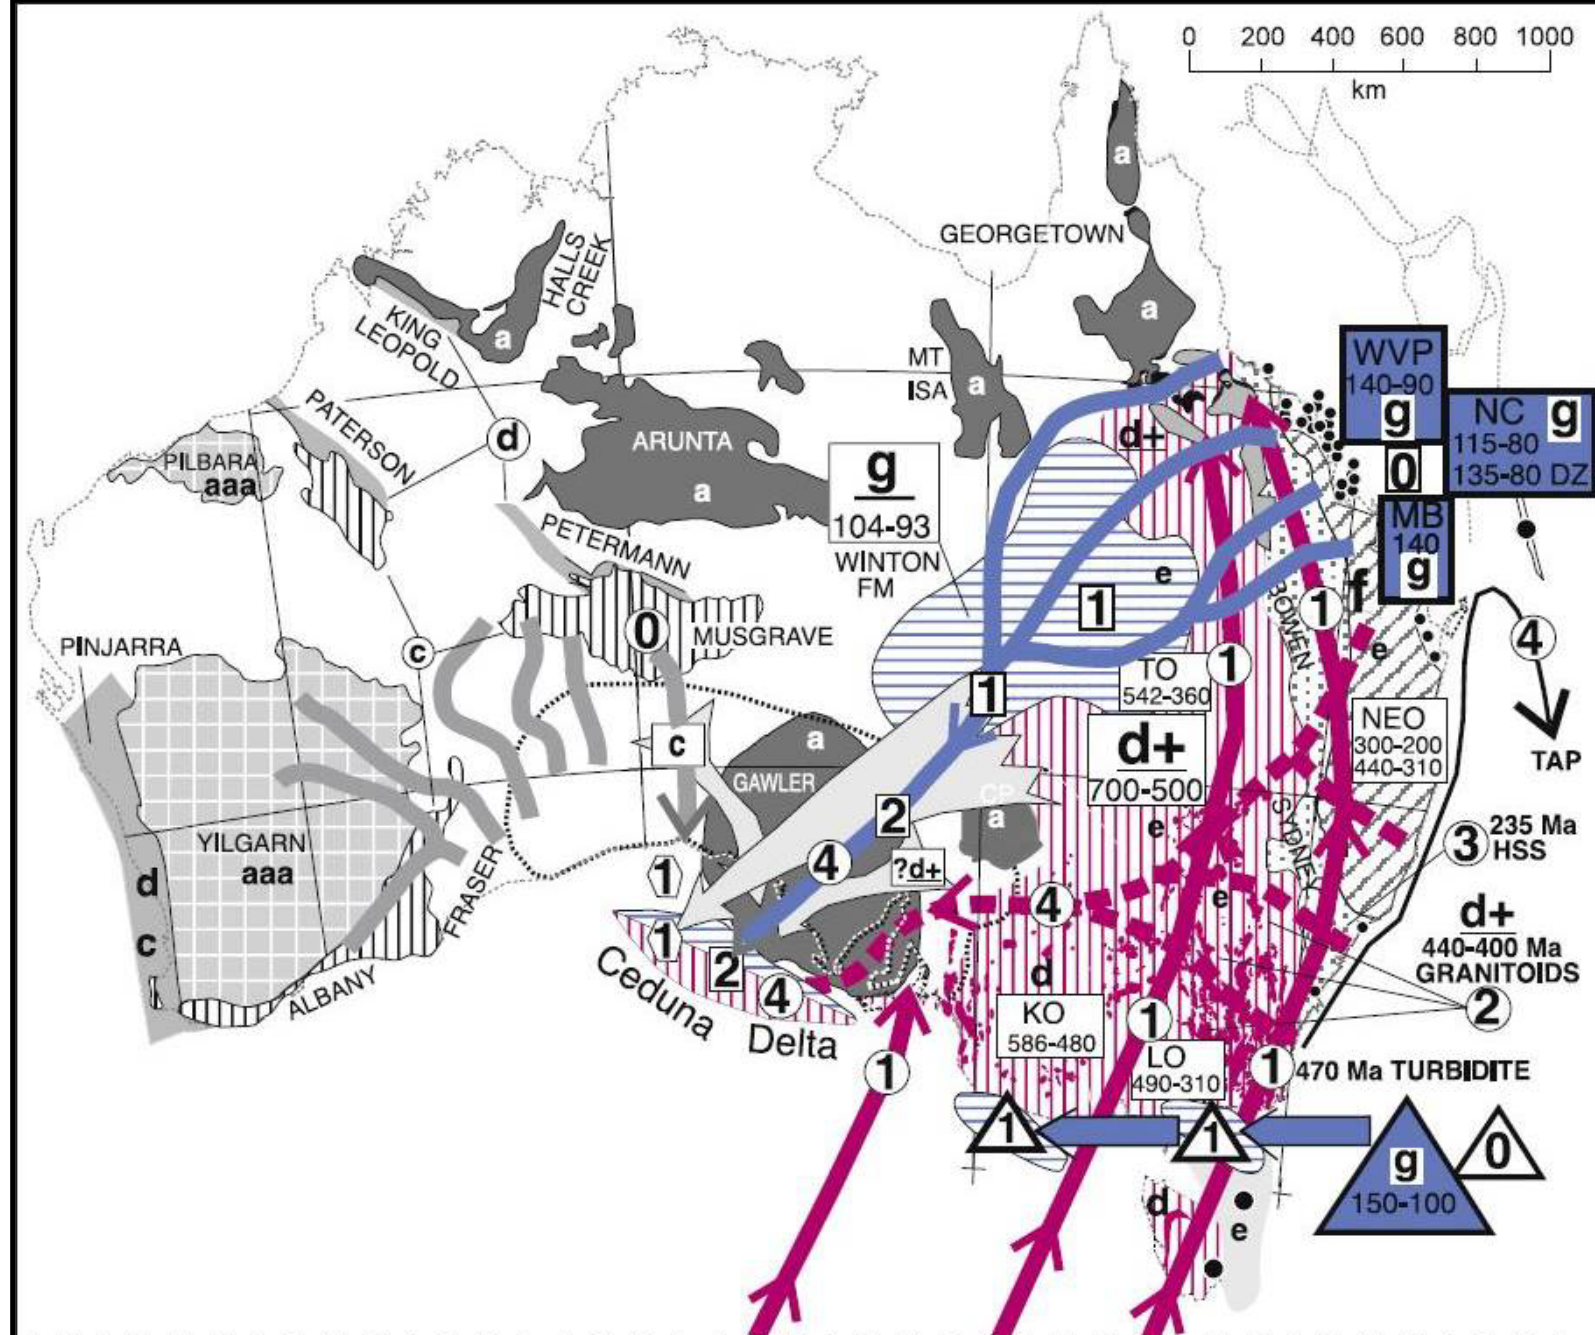 0 200 400 600 800 1000
km
a
GEORGETOWN
HALLS
CREEK
a
KING
LEOPOLD
a
MT
ISA
a
WVP
140-90
g
NC g
115-80
135-80 DZ
0
MB
140
g
PATERSON
d
ARUNTA
a
d+
PILBARA
aaa
g
104-93
WINTON
FM
PETERMANN
e
1
BOWEN
1
f
PINJARRA
c
0
MUSGRAVE
e
4
TAP
TO
542-360
1
1
NEO
300-200
440-310
c
a
GAWLER
d+
700-500
CP
a
2
e
SYDNEY
3
235 Ma
HSS
YILGARN
aaa
FRASER
1
4
?d+
4
e
d
c
d+
440-400 Ma
GRANITOIDS
1
2
4
Ceduna
Delta
ALBANY
d
KO
586-480
1
2
LO
490-310
1
1
470 Ma TURBIDITE
1
1
g
150-100
0
d
e